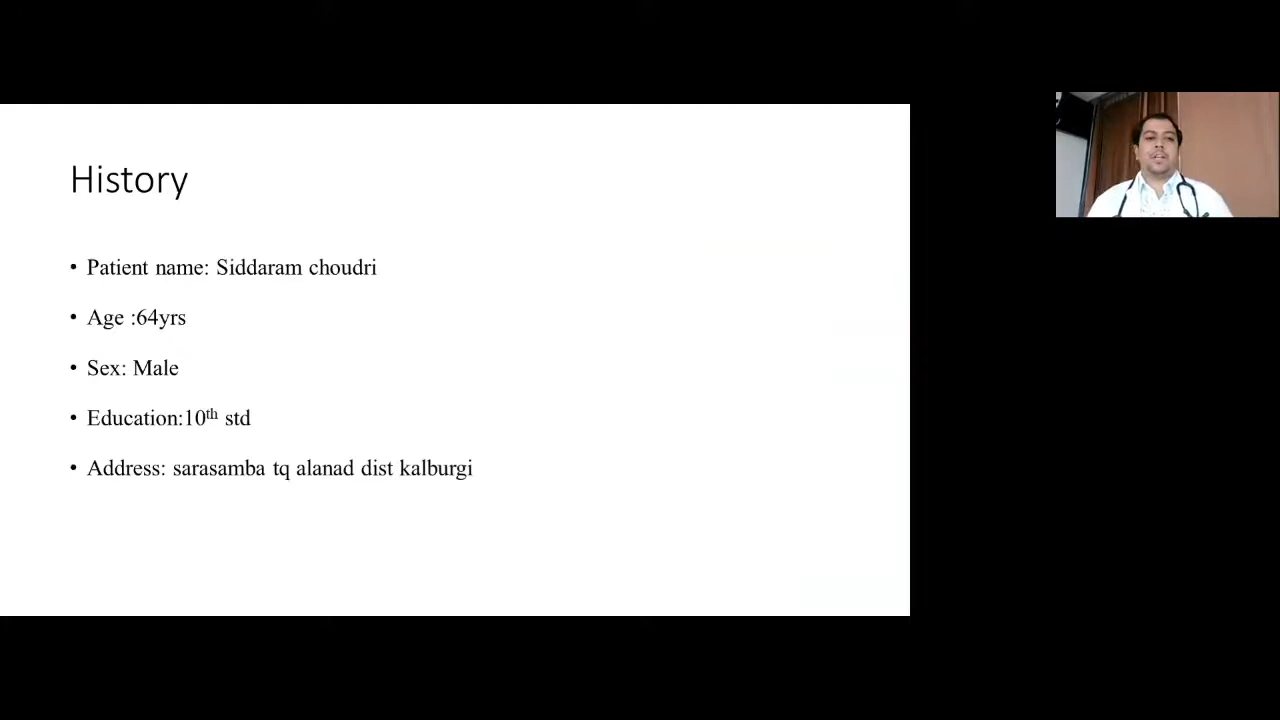 History
• Patient name: Siddaram choudri
• Age :64yrs
• Sex: Male
• Education:10th std
• Address: sarasamba tq alanad dist kalburgi